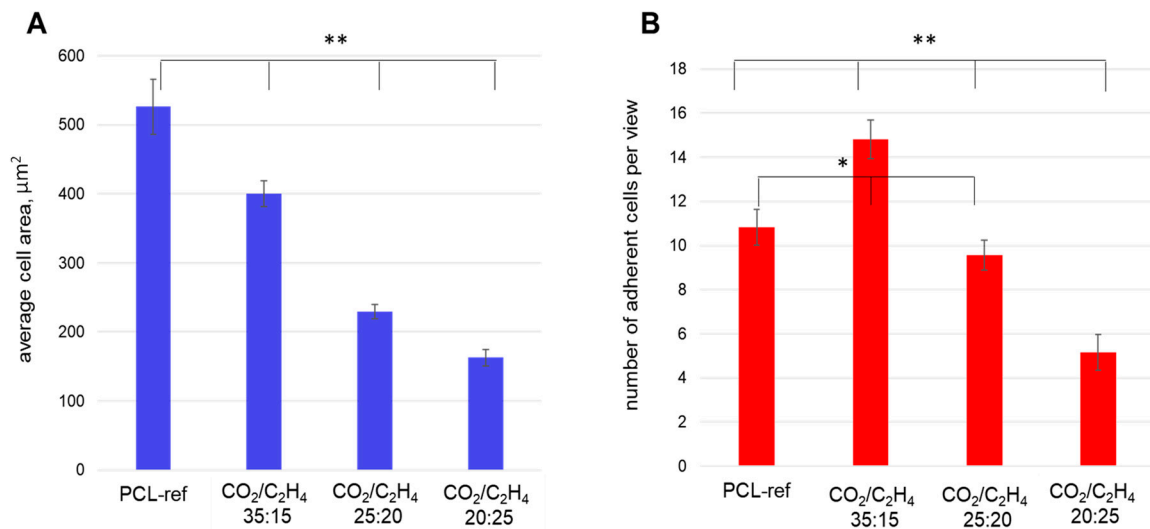 A
**
600
500
400
300
200
100
0
average cell area, μm²
PCL-ref
CO₂/C₂H₄
35:15
CO₂/C₂H₄
25:20
CO₂/C₂H₄
20:25
B
**
*
18
16
14
12
10
8
6
4
2
0
number of adherent cells per view
PCL-ref
CO₂/C₂H₄
35:15
CO₂/C₂H₄
25:20
CO₂/C₂H₄
20:25